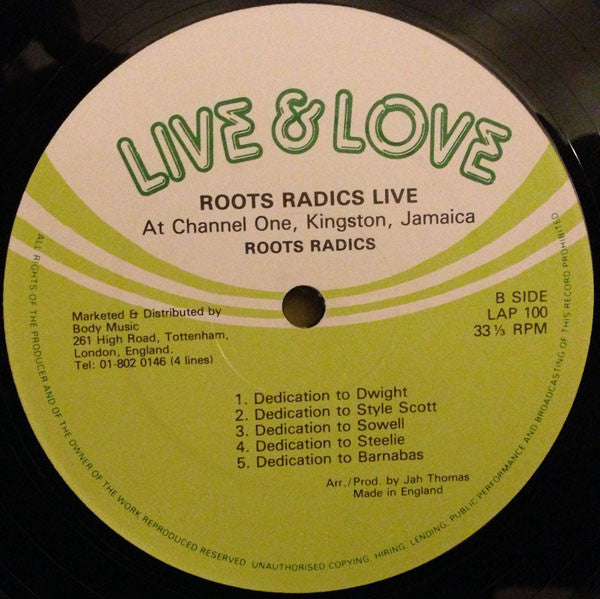 LIVE & LOVE
ROOTS RADICS LIVE
At Channel One, Kingston, Jamaica
ROOTS RADICS
Marketed & Distributed by
Body Music
261 High Road, Tottenham,
London, England.
Tel: 01-802 0146 (4 lines)
B SIDE
LAP 100
33⅓ RPM
1. Dedication to Dwight
2. Dedication to Style Scott
3. Dedication to Sowell
4. Dedication to Steelie
5. Dedication to Barnabas
Arr./Prod. by Jah Thomas
Made in England
ALL RIGHTS OF THE PRODUCER AND OF THE OWNER OF THE WORK REPRODUCED RESERVED UNAUTHORISED COPYING, HIRING, LENDING, PUBLIC PERFORMANCE AND BROADCASTING OF THIS RECORD PROHIBITED